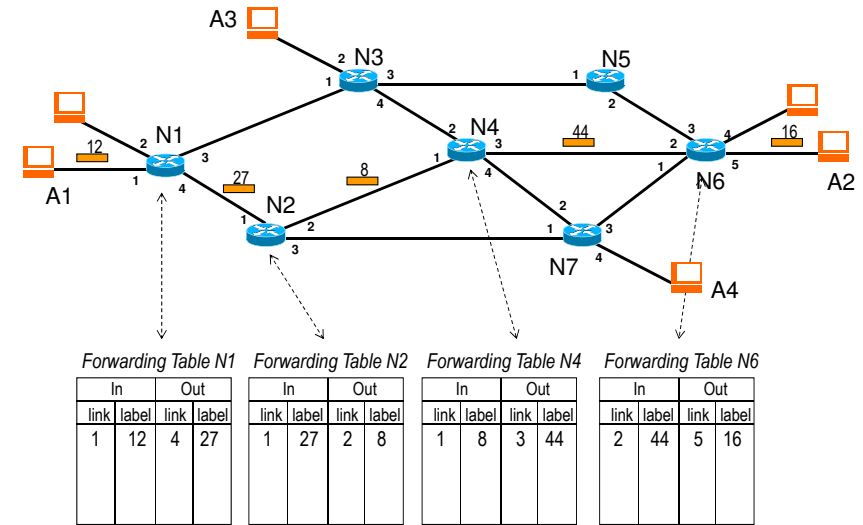 A3
2
N3
1
3
4
N5
1
2
N1
12
2
3
1
4
A1
27
8
N4
2
3
1
4
44
3
4
2
1
5
N6
16
A2
N2
1
2
3
2
1
3
4
N7
A4
Forwarding Table N1
In Out
link label link label
1 12 4 27
Forwarding Table N2
In Out
link label link label
1 27 2 8
Forwarding Table N4
In Out
link label link label
1 8 3 44
Forwarding Table N6
In Out
link label link label
2 44 5 16